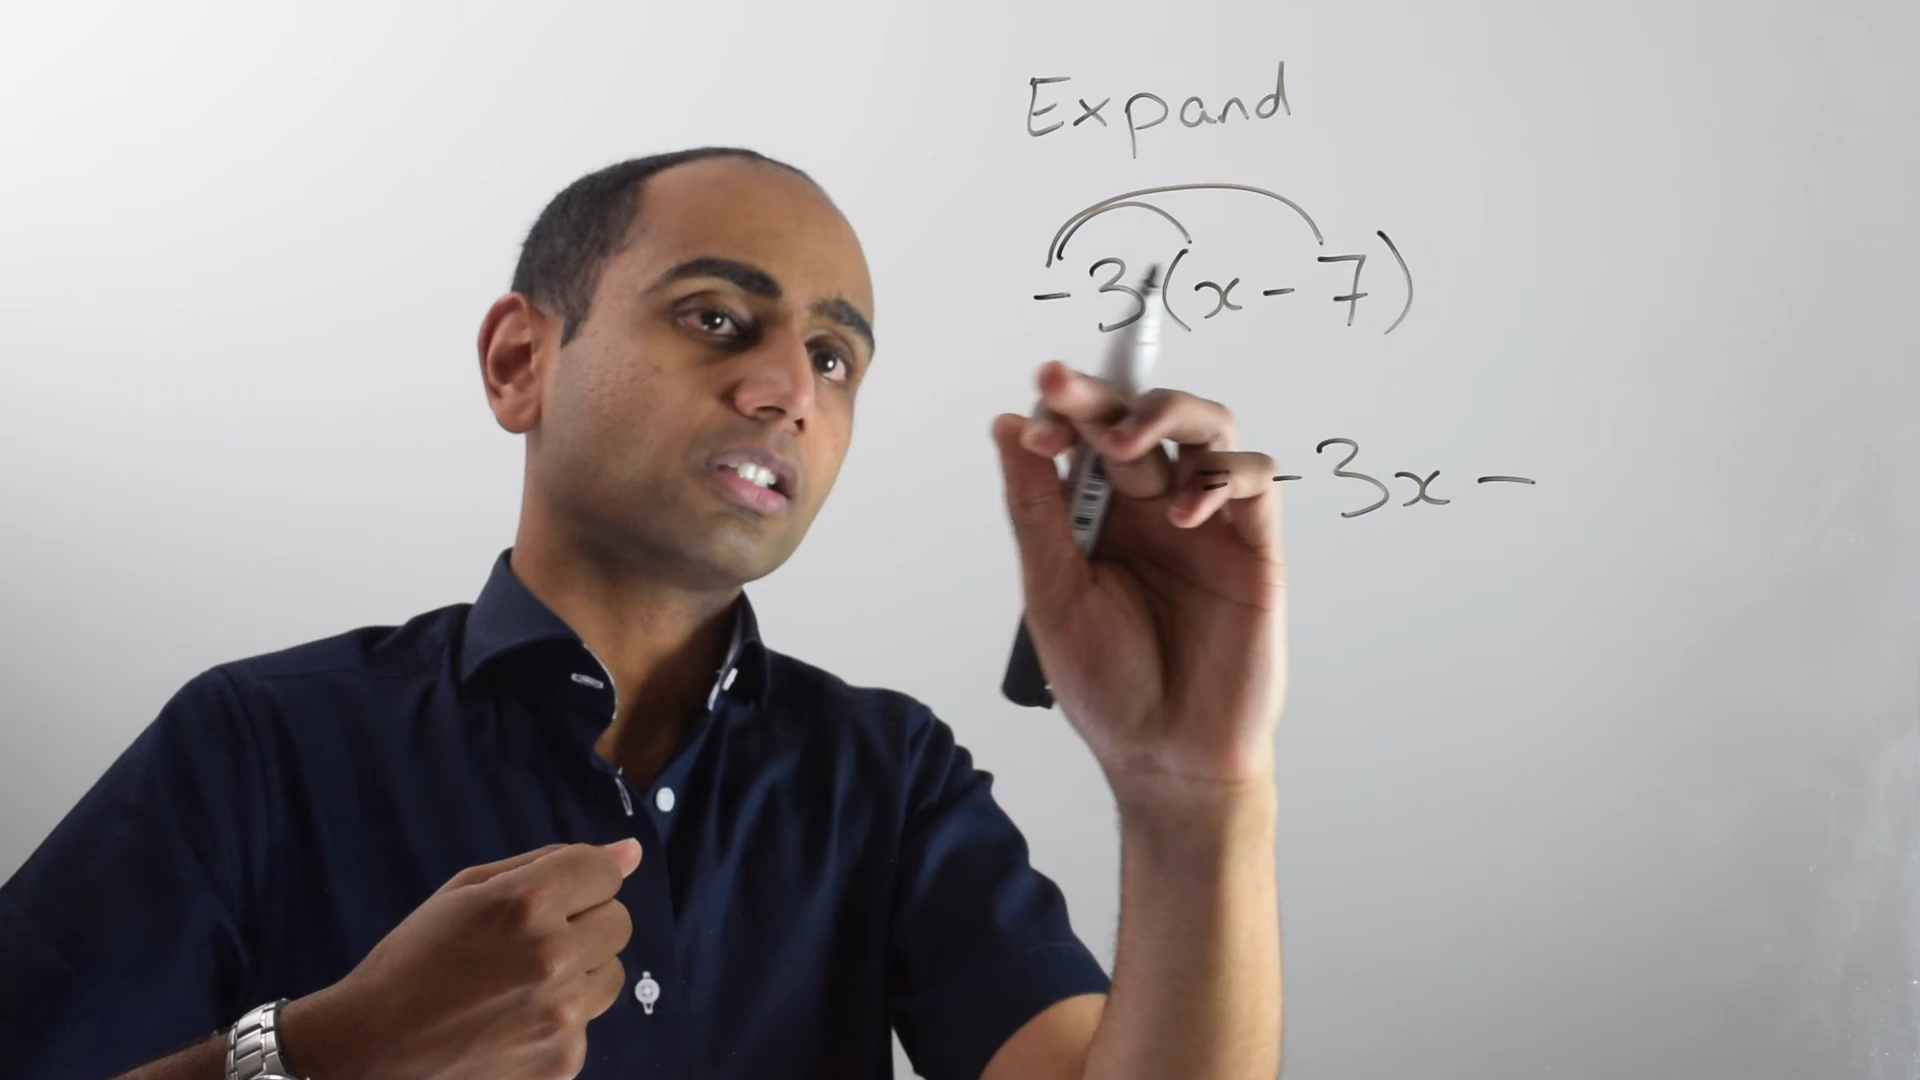 Expand
-3(x-7)
= -3x -